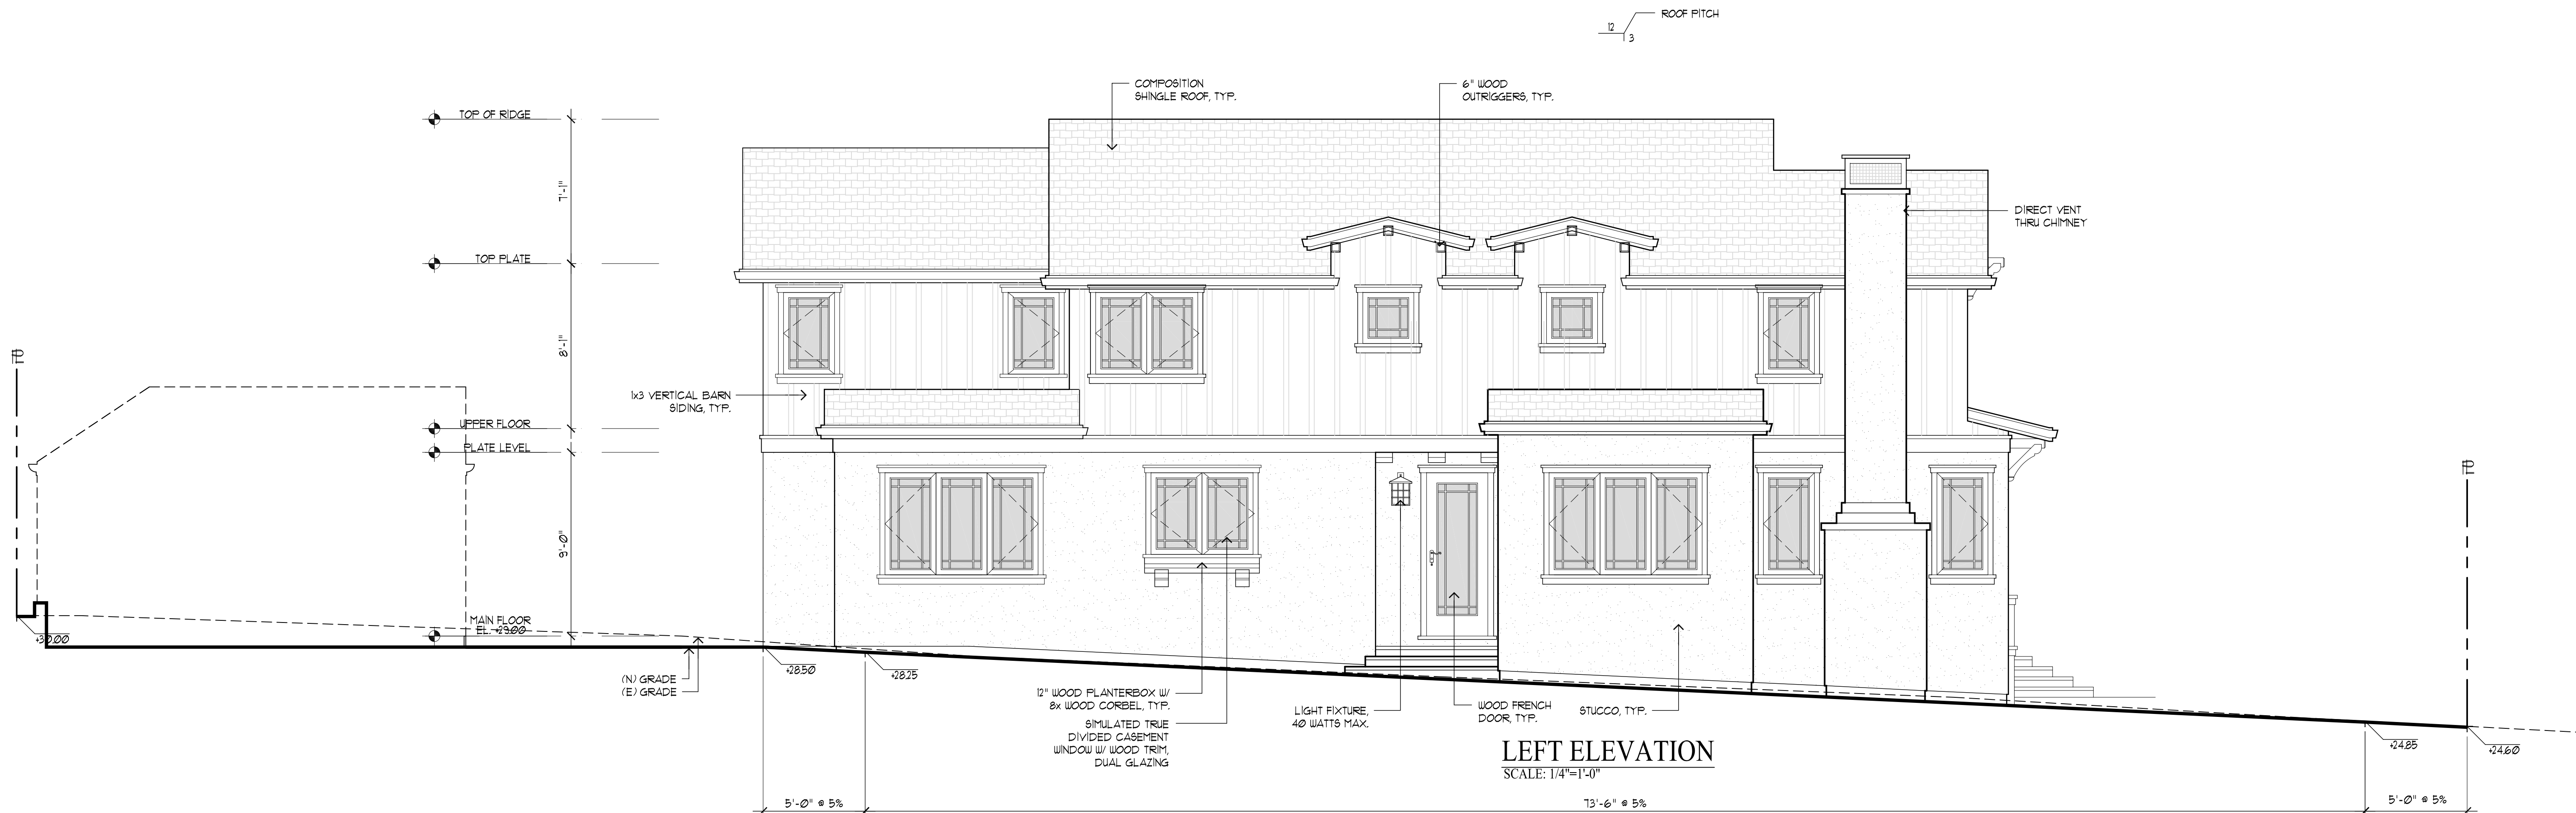 ROOF PITCH
12
3
COMPOSITION
SHINGLE ROOF, TYP.
6" WOOD
OUTRIGGERS, TYP.
TOP OF RIDGE
7'-1"
DIRECT VENT
THRU CHIMNEY
TOP PLATE
8'-1"
1x3 VERTICAL BARN
SIDING, TYP.
UPPER FLOOR
PLATE LEVEL
9'-0"
MAIN FLOOR
EL. +29.00
+30.00
(N) GRADE
(E) GRADE
+28.50
+28.25
12" WOOD PLANTERBOX W/
8x WOOD CORBEL, TYP.
SIMULATED TRUE
DIVIDED CASEMENT
WINDOW W/ WOOD TRIM,
DUAL GLAZING
LIGHT FIXTURE,
40 WATTS MAX.
WOOD FRENCH
DOOR, TYP.
STUCCO, TYP.
LEFT ELEVATION
SCALE: 1/4"=1'-0"
+24.85
+24.60
5'-0" @ 5%
73'-6" @ 5%
5'-0" @ 5%